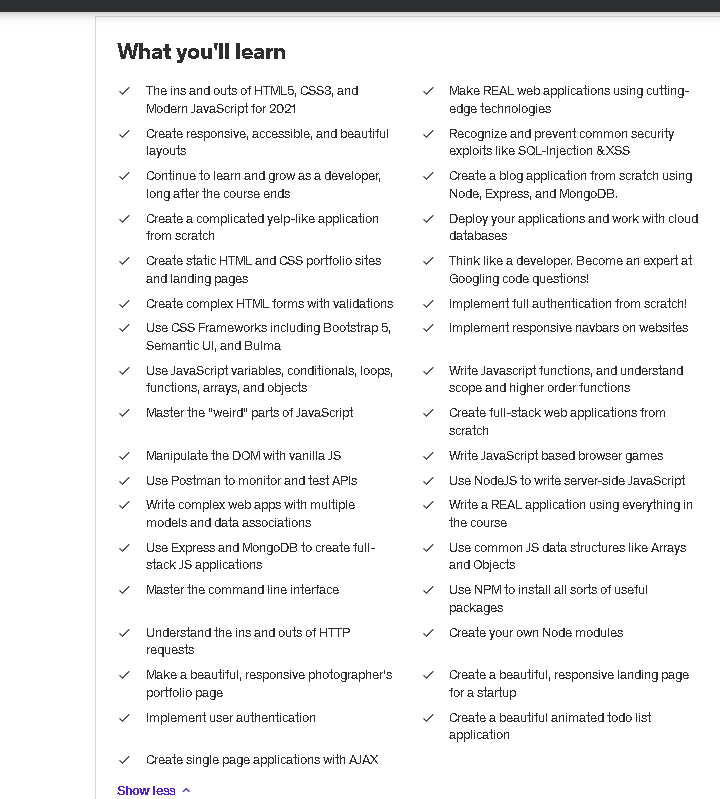 What you'll learn
The ins and outs of HTML5, CSS3, and
Modern JavaScript for 2021
Make REAL web applications using cutting-
edge technologies
Create responsive, accessible, and beautiful
layouts
Recognize and prevent common security
exploits like SQL-Injection & XSS
Continue to learn and grow as a developer,
long after the course ends
Create a blog application from scratch using
Node, Express, and MongoDB.
Create a complicated yelp-like application
from scratch
Deploy your applications and work with cloud
databases
Create static HTML and CSS portfolio sites
and landing pages
Think like a developer. Become an expert at
Googling code questions!
Create complex HTML forms with validations
Implement full authentication from scratch!
Use CSS Frameworks including Bootstrap 5,
Semantic UI, and Bulma
Implement responsive navbars on websites
Use JavaScript variables, conditionals, loops,
functions, arrays, and objects
Write Javascript functions, and understand
scope and higher order functions
Master the "weird" parts of JavaScript
Create full-stack web applications from
scratch
Manipulate the DOM with vanilla JS
Write JavaScript based browser games
Use Postman to monitor and test APIs
Use NodeJS to write server-side JavaScript
Write complex web apps with multiple
models and data associations
Write a REAL application using everything in
the course
Use Express and MongoDB to create full-
stack JS applications
Use common JS data structures like Arrays
and Objects
Master the command line interface
Use NPM to install all sorts of useful
packages
Understand the ins and outs of HTTP
requests
Create your own Node modules
Make a beautiful, responsive photographer's
portfolio page
Create a beautiful, responsive landing page
for a startup
Implement user authentication
Create a beautiful animated todo list
application
Create single page applications with AJAX
Show less